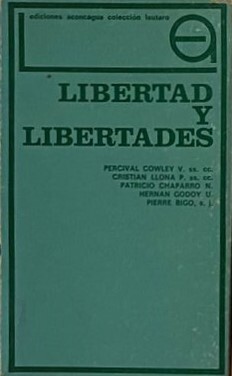 ediciones aconcagua colección lautaro
LIBERTAD
Y
LIBERTADES
PERCIVAL COWLEY V. ss. cc.
CRISTIAN LLONA P. ss. cc.
PATRICIO CHAPARRO N.
HERNAN GODOY U.
PIERRE BIGO, s. j.